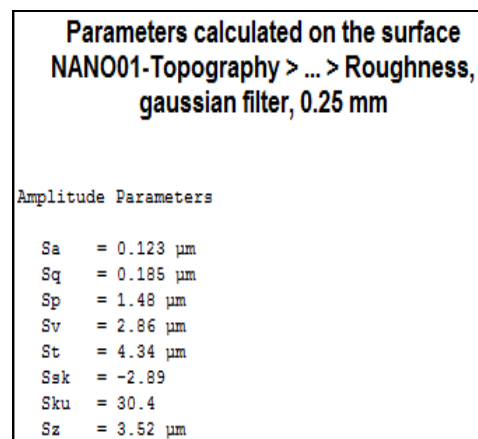 Parameters calculated on the surface
NANO01-Topography > ... > Roughness,
gaussian filter, 0.25 mm
Amplitude Parameters
Sa = 0.123 µm
Sq = 0.185 µm
Sp = 1.48 µm
Sv = 2.86 µm
St = 4.34 µm
Ssk = -2.89
Sku = 30.4
Sz = 3.52 µm